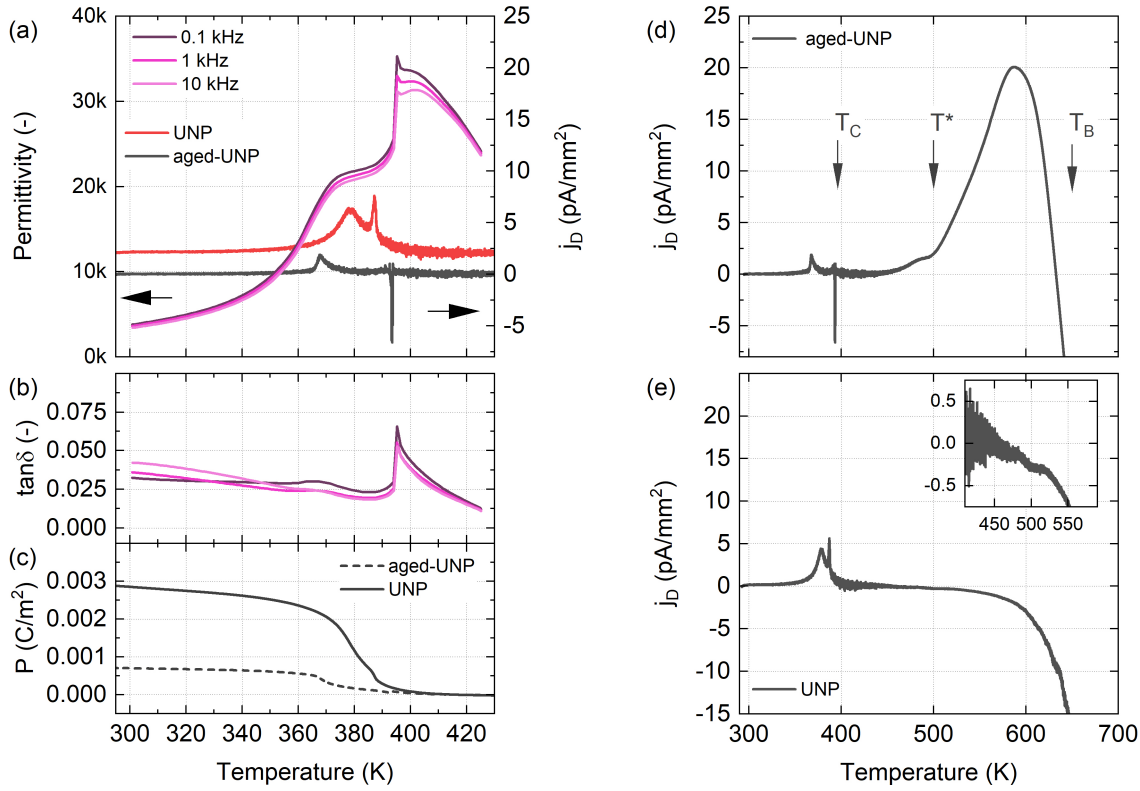 (a)
40k
30k
20k
10k
0k
Permittivity (-)
0.1 kHz
1 kHz
10 kHz
UNP
aged-UNP
25
20
15
10
5
0
-5
j_D (pA/mm²)
(b)
0.075
0.050
0.025
0.000
tanδ (-)
(c)
0.003
0.002
0.001
0.000
P (C/m²)
aged-UNP
UNP
300 320 340 360 380 400 420
Temperature (K)
(d)
25
20
15
10
5
0
-5
j_D (pA/mm²)
aged-UNP
T_C T* T_B
(e)
25
20
15
10
5
0
-5
-10
-15
j_D (pA/mm²)
0.5
0.0
-0.5
450 500 550
UNP
300 400 500 600 700
Temperature (K)